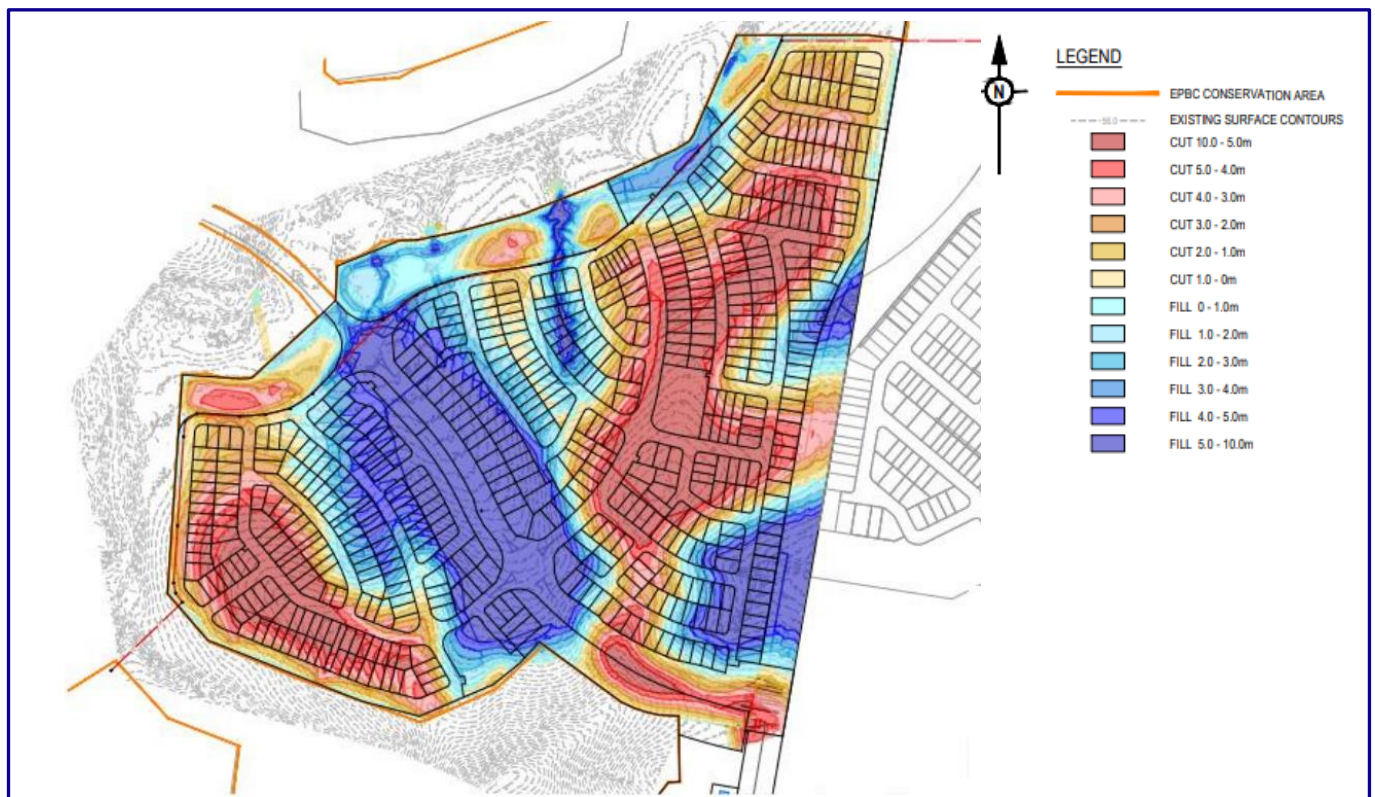 N
LEGEND
EPBC CONSERVATION AREA
56.0
EXISTING SURFACE CONTOURS
CUT 10.0 - 5.0m
CUT 5.0 - 4.0m
CUT 4.0 - 3.0m
CUT 3.0 - 2.0m
CUT 2.0 - 1.0m
CUT 1.0 - 0m
FILL 0 - 1.0m
FILL 1.0 - 2.0m
FILL 2.0 - 3.0m
FILL 3.0 - 4.0m
FILL 4.0 - 5.0m
FILL 5.0 - 10.0m